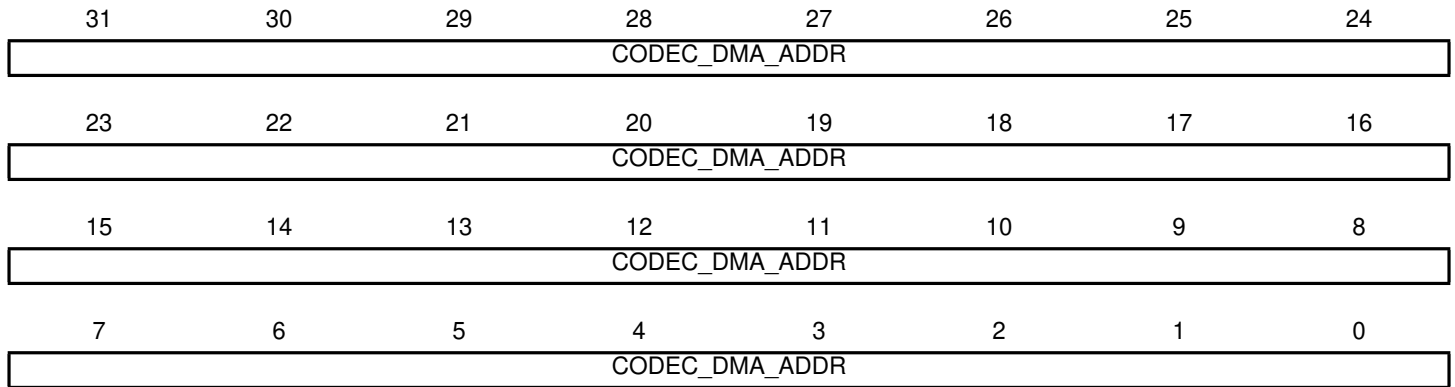 31 30 29 28 27 26 25 24
CODEC_DMA_ADDR
23 22 21 20 19 18 17 16
CODEC_DMA_ADDR
15 14 13 12 11 10 9 8
CODEC_DMA_ADDR
7 6 5 4 3 2 1 0
CODEC_DMA_ADDR